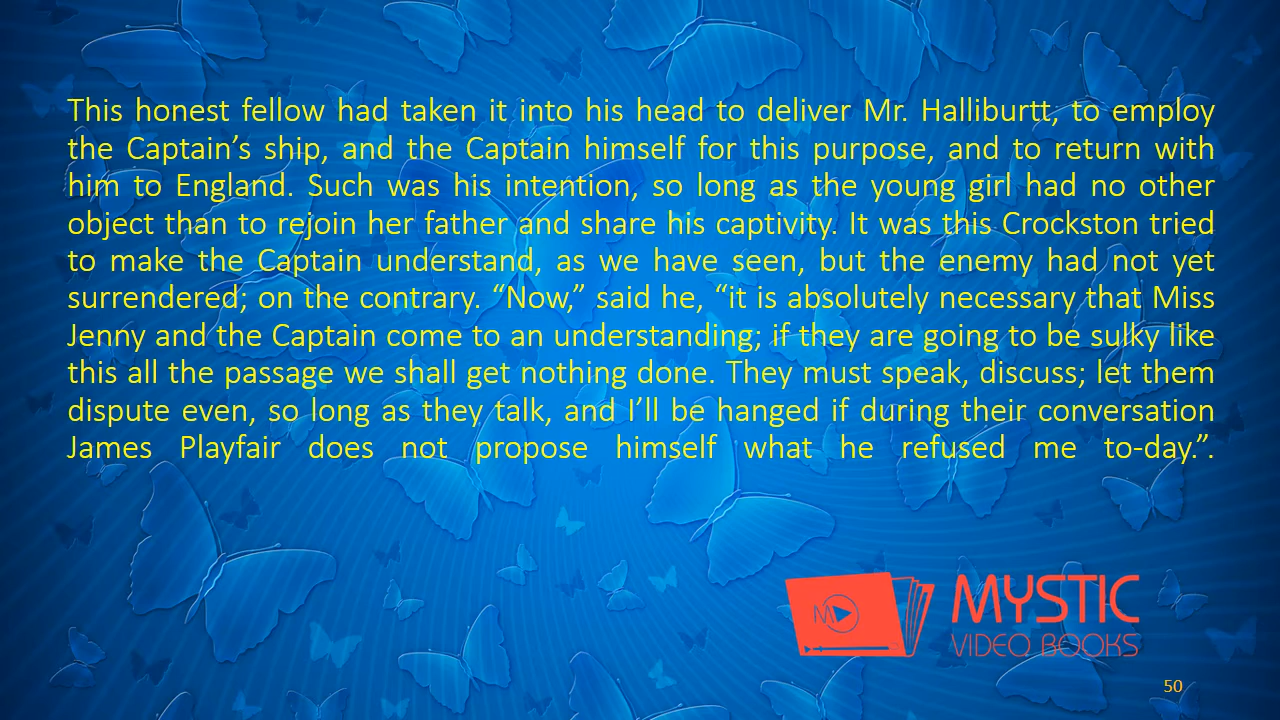 This honest fellow had taken it into his head to deliver Mr. Halliburtt, to employ
the Captain’s ship, and the Captain himself for this purpose, and to return with
him to England. Such was his intention, so long as the young girl had no other
object than to rejoin her father and share his captivity. It was this Crockston tried
to make the Captain understand, as we have seen, but the enemy had not yet
surrendered; on the contrary. “Now,” said he, “it is absolutely necessary that Miss
Jenny and the Captain come to an understanding; if they are going to be sulky like
this all the passage we shall get nothing done. They must speak, discuss; let them
dispute even, so long as they talk, and I’ll be hanged if during their conversation
James Playfair does not propose himself what he refused me to-day.”.
MYSTIC
VIDEO BOOKS
50